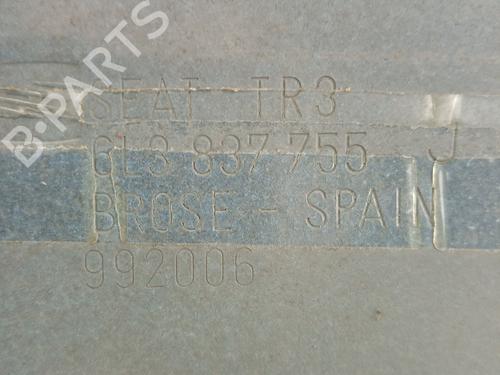 B-PARTS
SEAT TR3
6L3 837 755 J
BROSE - SPAIN
992006